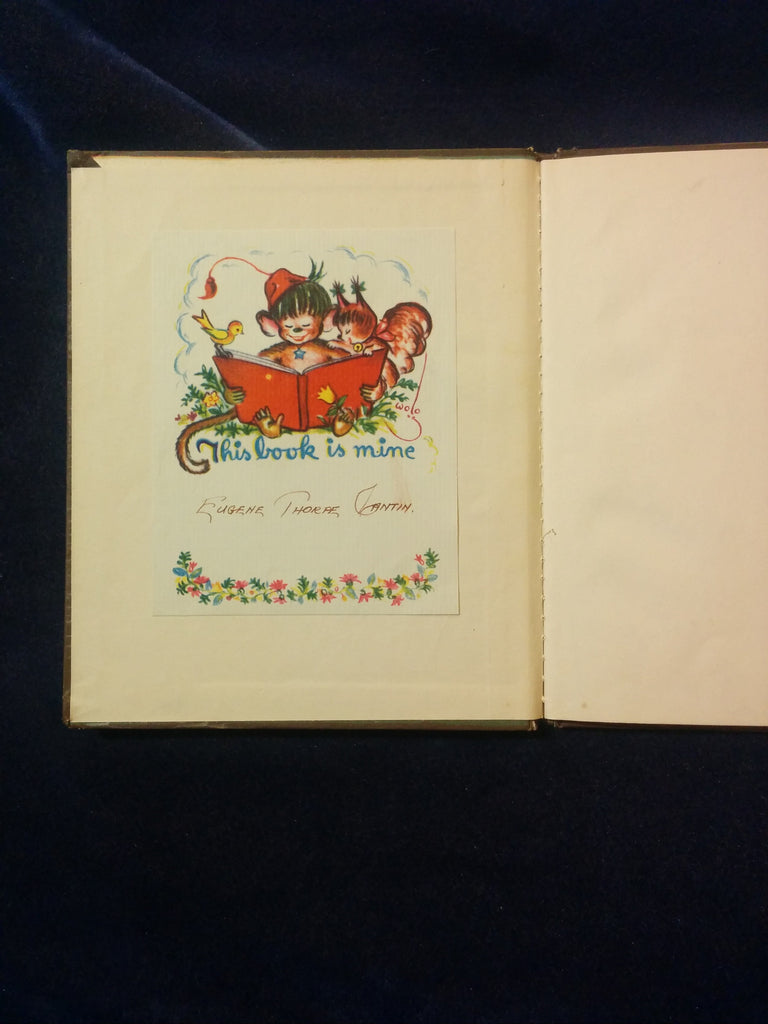 wolo
This book is mine
EUGENE THORPE CANTIN.